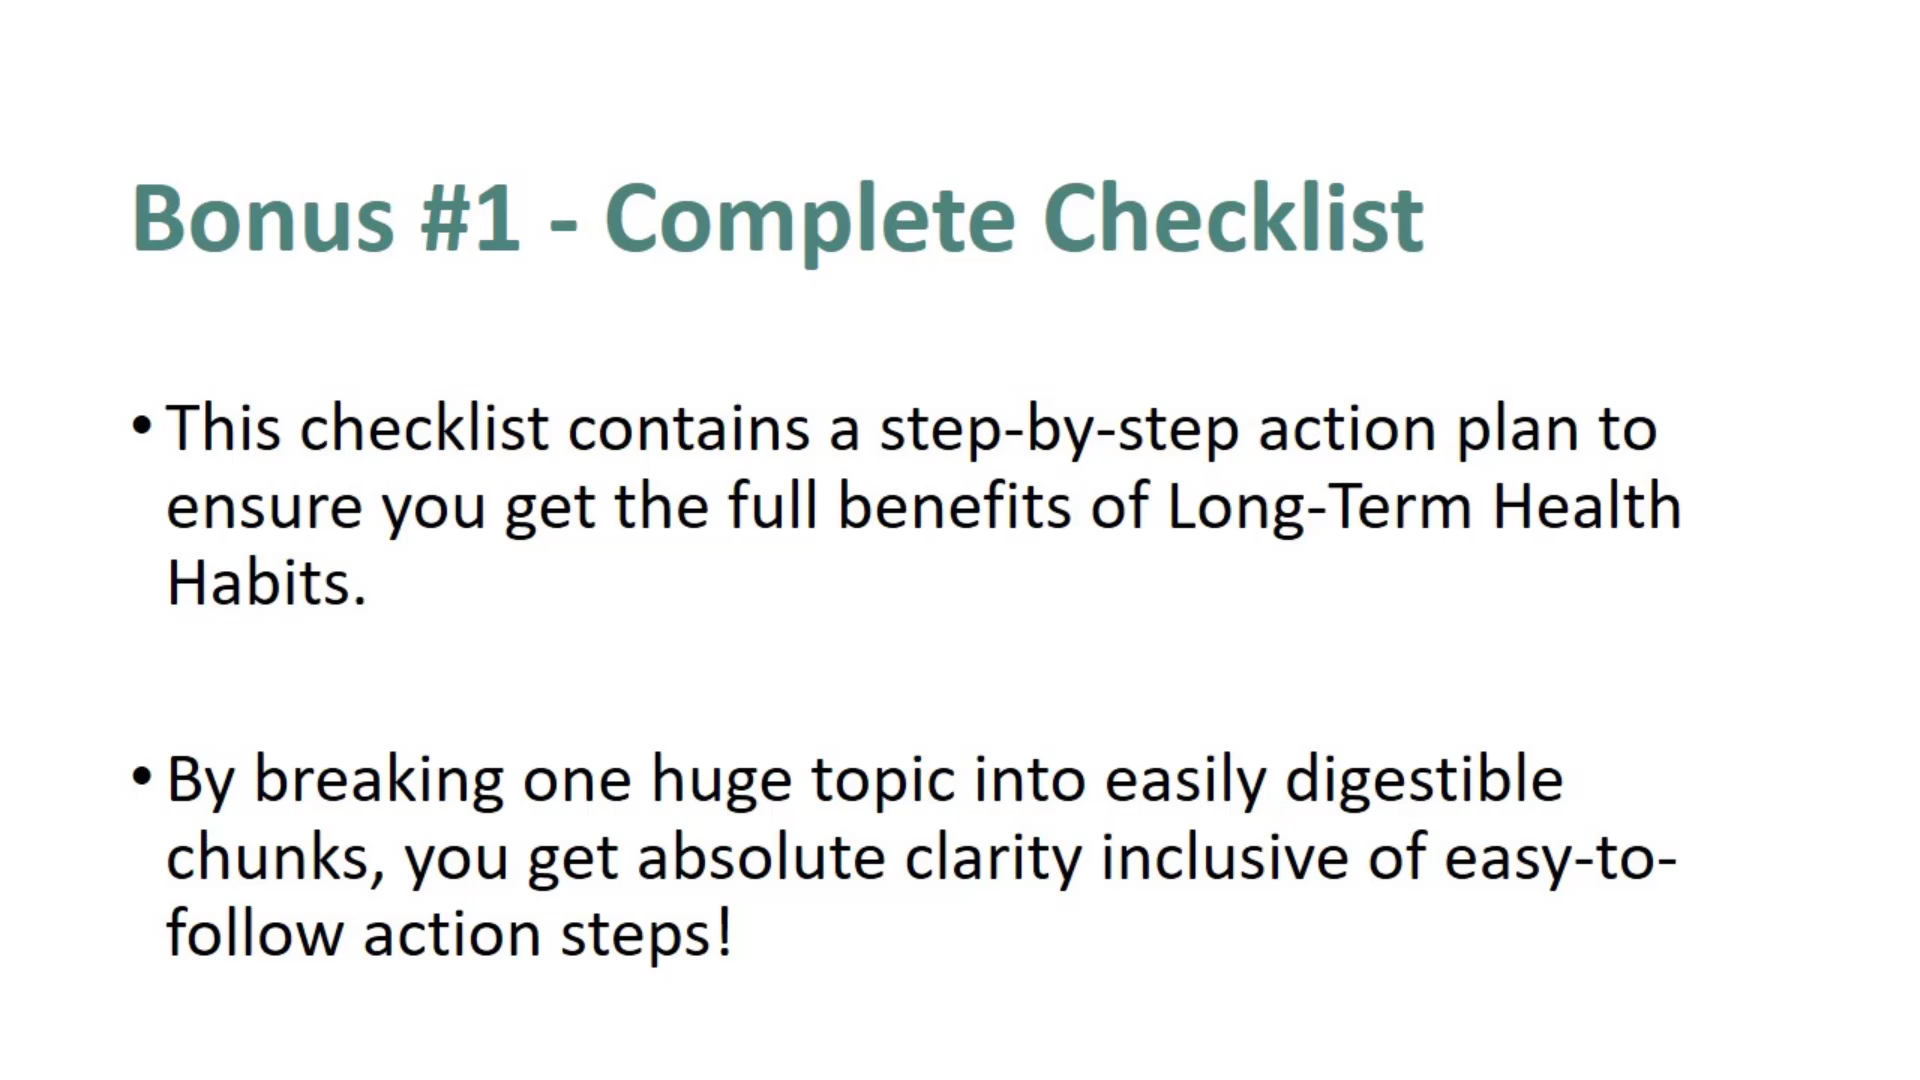 Bonus #1 - Complete Checklist
• This checklist contains a step-by-step action plan to
ensure you get the full benefits of Long-Term Health
Habits.
• By breaking one huge topic into easily digestible
chunks, you get absolute clarity inclusive of easy-to-
follow action steps!